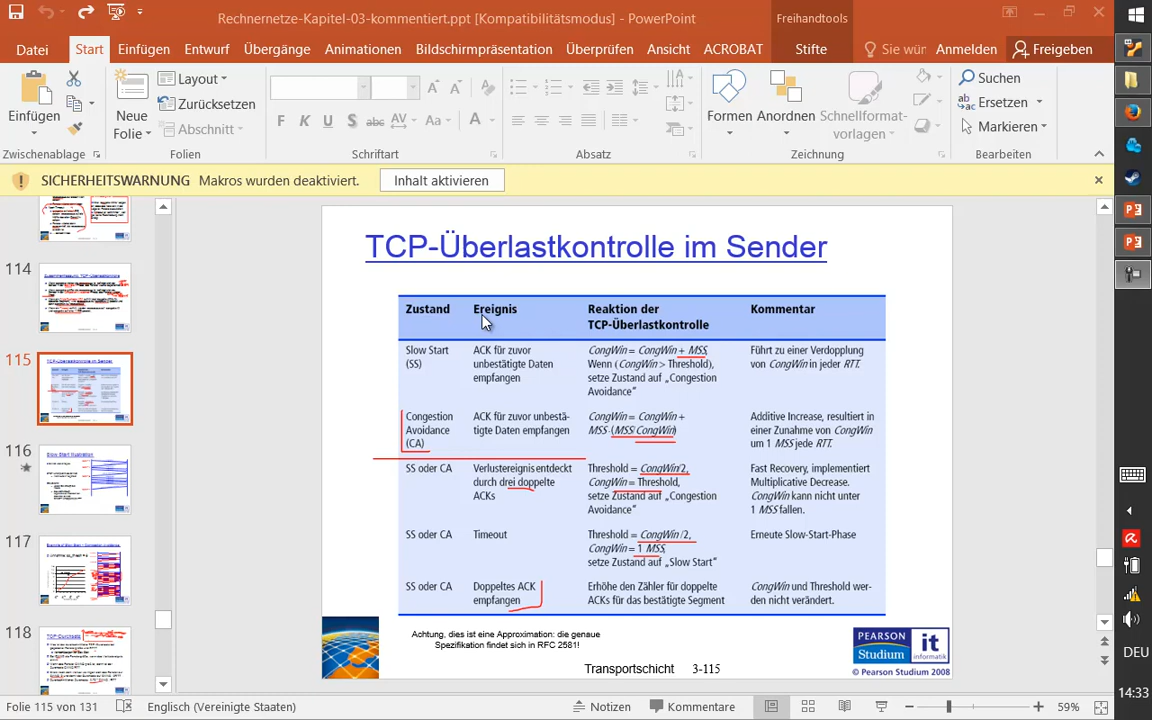 Rechnernetze-Kapitel-03-kommentiert.ppt [Kompatibilitätsmodus] - PowerPoint
Freihandtools
Datei Start Einfügen Entwurf Übergänge Animationen Bildschirmpräsentation Überprüfen Ansicht ACROBAT Stifte Sie wür Anmelden Freigeben
Einfügen
Neue Folie
Layout
Zurücksetzen
Abschnitt
F K U S abc AV Aa A
Formen Anordnen Schnellformat-
vorlagen
Suchen
Ersetzen
Markieren
Zwischenablage Folien Schriftart Absatz Zeichnung Bearbeiten
SICHERHEITSWARNUNG Makros wurden deaktiviert. Inhalt aktivieren
114
115
116
117
118
TCP-Überlastkontrolle im Sender
Zustand Ereignis Reaktion der
TCP-Überlastkontrolle Kommentar
Slow Start
(SS)
ACK für zuvor
unbestätigte Daten
empfangen
CongWin = CongWin + MSS,
Wenn (CongWin > Threshold),
setze Zustand auf „Congestion
Avoidance“
Führt zu einer Verdopplung
von CongWin in jeder RTT.
Congestion
Avoidance
(CA)
ACK für zuvor unbestä-
tigte Daten empfangen
CongWin = CongWin +
MSS·(MSS/CongWin)
Additive Increase, resultiert in
einer Zunahme von CongWin
um 1 MSS jede RTT.
SS oder CA
Verlustereignis entdeckt
durch drei doppelte
ACKs
Threshold = CongWin/2,
CongWin = Threshold,
setze Zustand auf „Congestion
Avoidance“
Fast Recovery, implementiert
Multiplicative Decrease.
CongWin kann nicht unter
1 MSS fallen.
SS oder CA
Timeout
Threshold = CongWin/2,
CongWin = 1 MSS,
setze Zustand auf „Slow Start“
Erneute Slow-Start-Phase
SS oder CA
Doppeltes ACK
empfangen
Erhöhe den Zähler für doppelte
ACKs für das bestätigte Segment
CongWin und Threshold wer-
den nicht verändert.
Achtung, dies ist eine Approximation: die genaue
Spezifikation findet sich in RFC 2581!
Transportschicht 3-115
PEARSON
Studium
it
informatik
© Pearson Studium 2008
DEU
14:33
Folie 115 von 131 Englisch (Vereinigte Staaten) Notizen Kommentare 59%